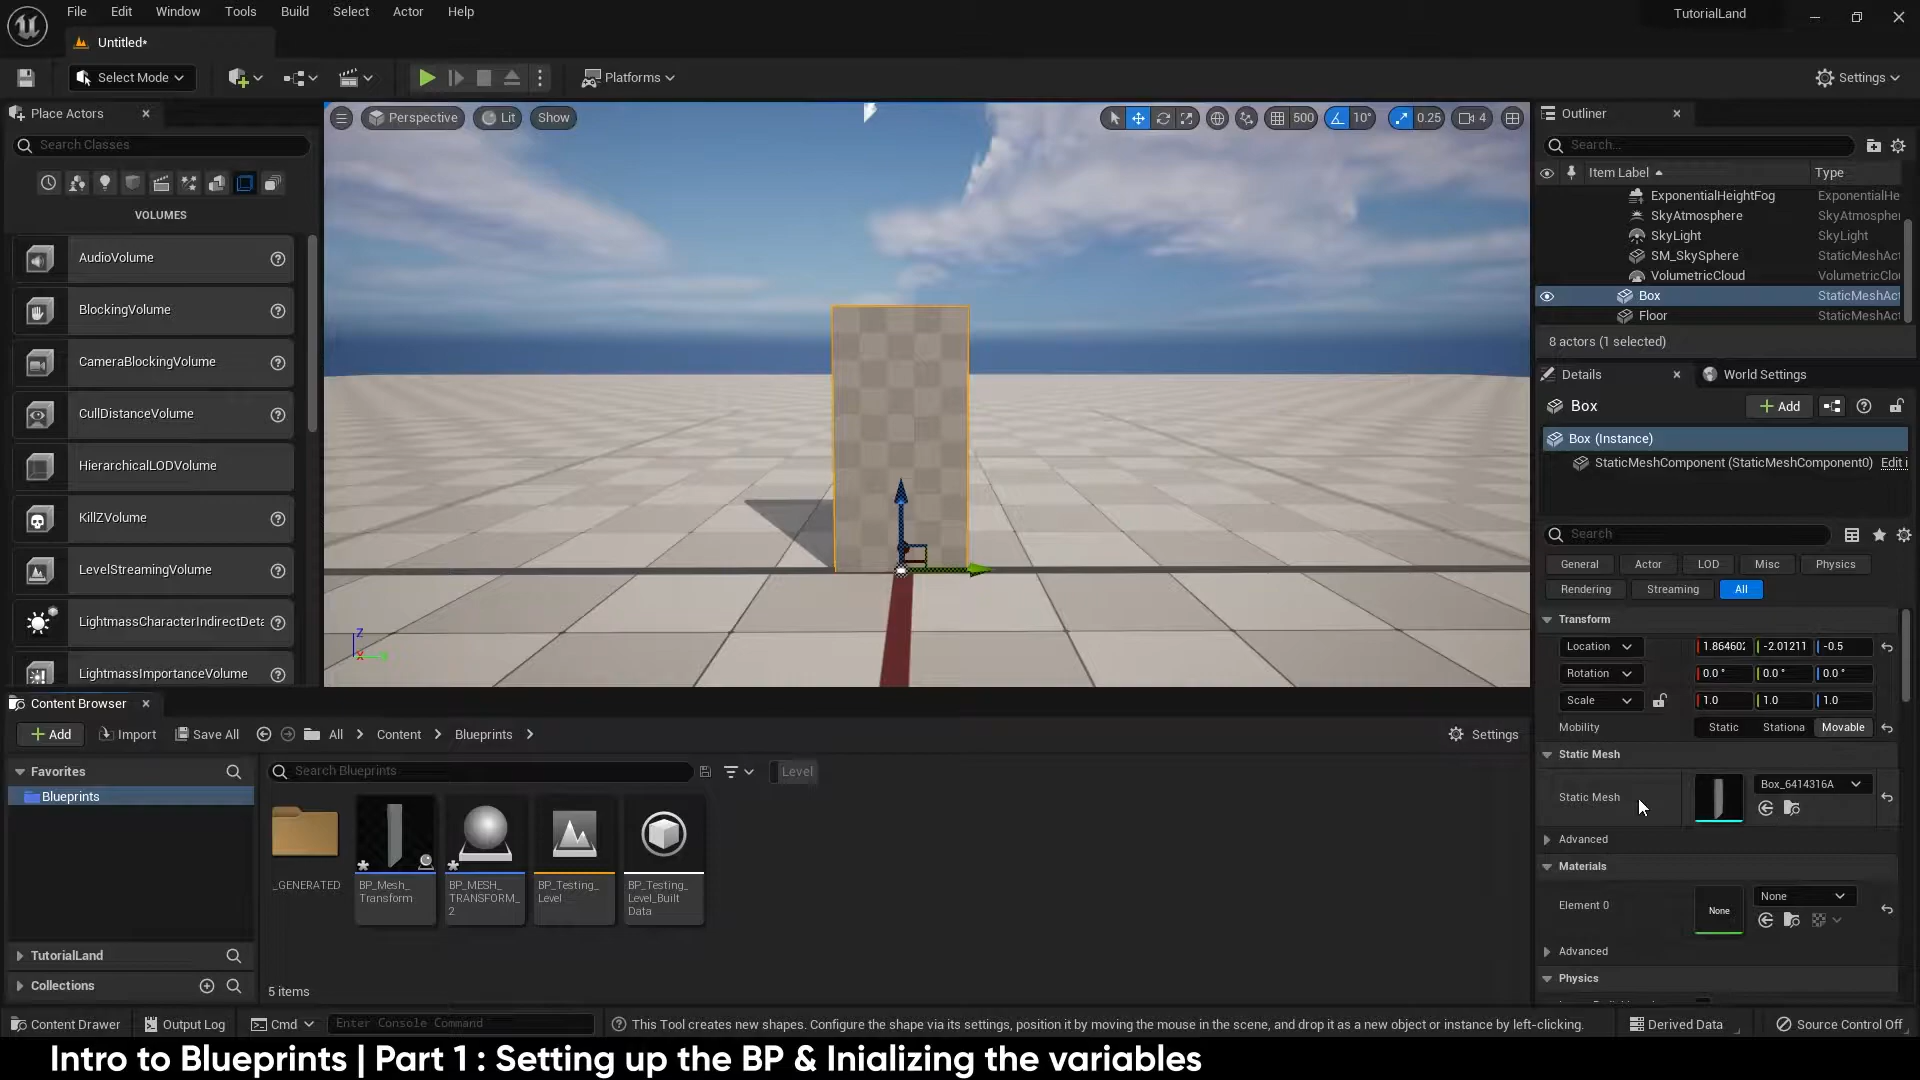 File Edit Window Tools Build Select Actor Help
TutorialLand
Untitled*
Select Mode
Platforms
Settings
Place Actors
Search Classes
VOLUMES
AudioVolume
BlockingVolume
CameraBlockingVolume
CullDistanceVolume
HierarchicalLODVolume
KillZVolume
LevelStreamingVolume
LightmassCharacterIndirectDeta
LightmassImportanceVolume
Perspective Lit Show
500 10° 0.25 4
Z
Outliner
Search...
Item Label Type
ExponentialHeightFog ExponentialHe
SkyAtmosphere SkyAtmospher
SkyLight SkyLight
SM_SkySphere StaticMeshAct
VolumetricCloud VolumetricClou
Box StaticMeshAct
Floor StaticMeshAct
8 actors (1 selected)
Details World Settings
Box
Add
Box (Instance)
StaticMeshComponent (StaticMeshComponent0) Edit i
Search
General Actor LOD Misc Physics
Rendering Streaming All
Transform
Location 1.864602 -2.01211 -0.5
Rotation 0.0 ° 0.0 ° 0.0 °
Scale 1.0 1.0 1.0
Mobility Static Stationa Movable
Static Mesh
Static Mesh Box_6414316A
Advanced
Materials
Element 0 None None
Advanced
Physics
Content Browser
Add Import Save All All Content Blueprints Settings
Favorites
Blueprints
TutorialLand
Collections
Search Blueprints
Level
_GENERATED
BP_Mesh_
Transform
BP_MESH_
TRANSFORM_
2
BP_Testing_
Level
BP_Testing_
Level_Built
Data
5 items
Content Drawer Output Log Cmd Enter Console Command This Tool creates new shapes. Configure the shape via its settings, position it by moving the mouse in the scene, and drop it as a new object or instance by left-clicking. Derived Data Source Control Off
Intro to Blueprints | Part 1 : Setting up the BP & Inializing the variables